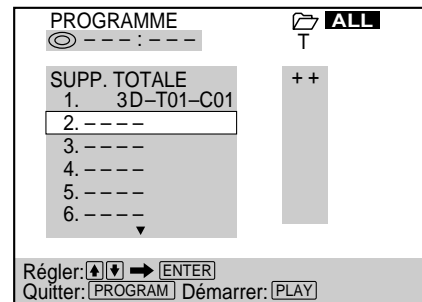 PROGRAMME ALL
– – – : – – – T
SUPP. TOTALE + +
1. 3D–T01–C01
2. – – – –
3. – – – –
4. – – – –
5. – – – –
6. – – – –
Régler: ENTER
Quitter: PROGRAM Démarrer: PLAY